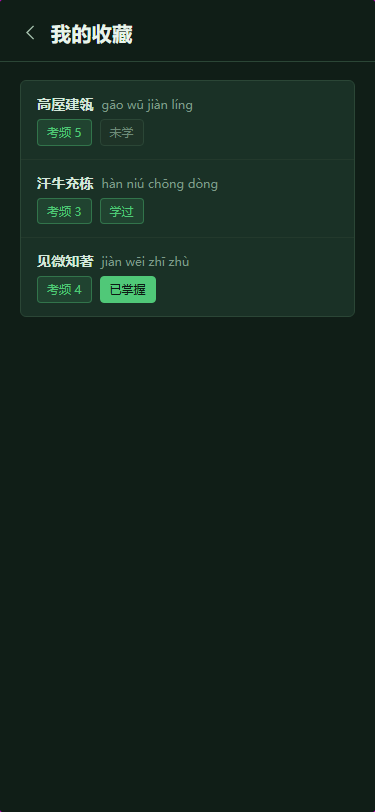 我的收藏
高屋建瓴 gāo wū jiàn líng
考频 5 未学
汗牛充栋 hàn niú chōng dòng
考频 3 学过
见微知著 jiàn wēi zhī zhù
考频 4 已掌握